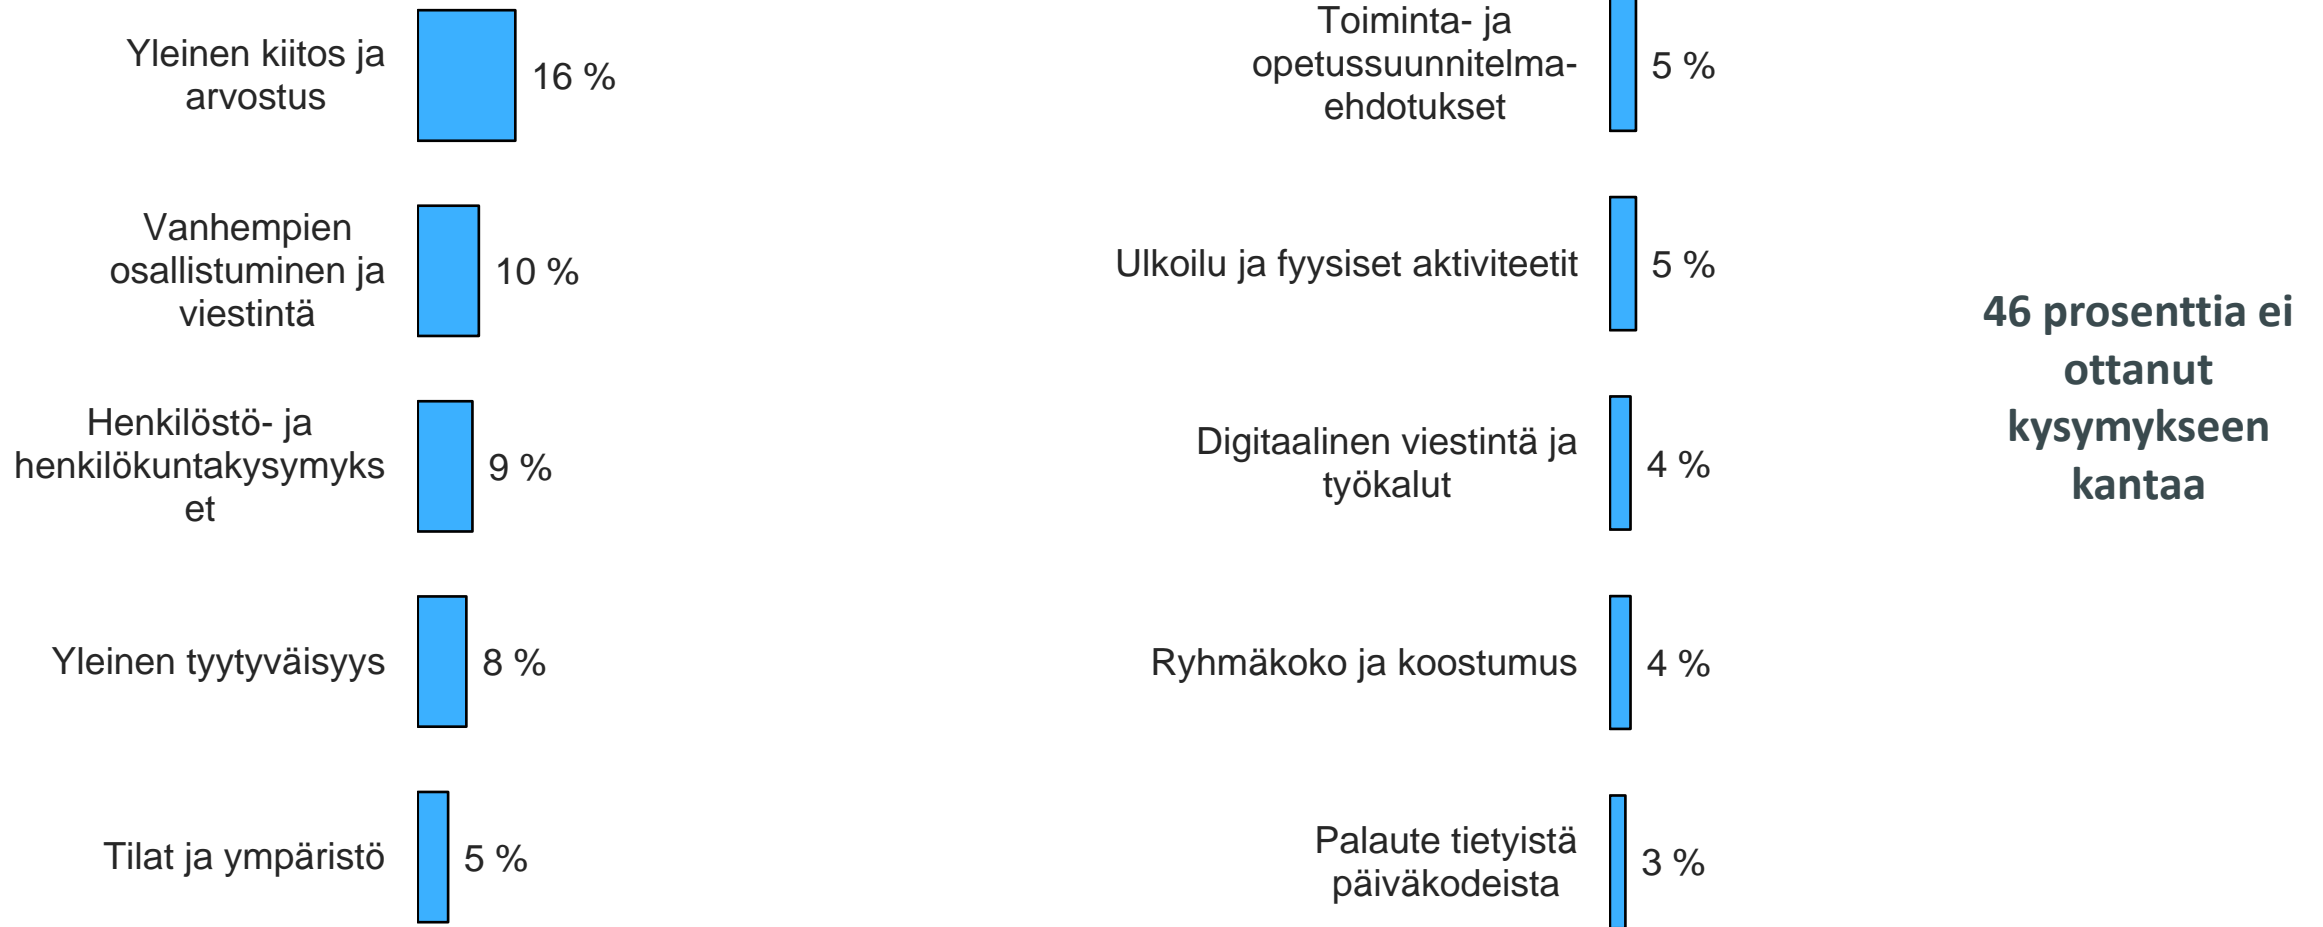 Yleinen kiitos ja
arvostus
16 %
Vanhempien
osallistuminen ja
viestintä
10 %
Henkilöstö- ja
henkilökuntakysymyks
et
9 %
Yleinen tyytyväisyys
8 %
Tilat ja ympäristö
5 %
Toiminta- ja
opetussuunnitelma-
ehdotukset
5 %
Ulkoilu ja fyysiset aktiviteetit
5 %
Digitaalinen viestintä ja
työkalut
4 %
Ryhmäkoko ja koostumus
4 %
Palaute tietyistä
päiväkodeista
3 %
46 prosenttia ei
ottanut
kysymykseen
kantaa